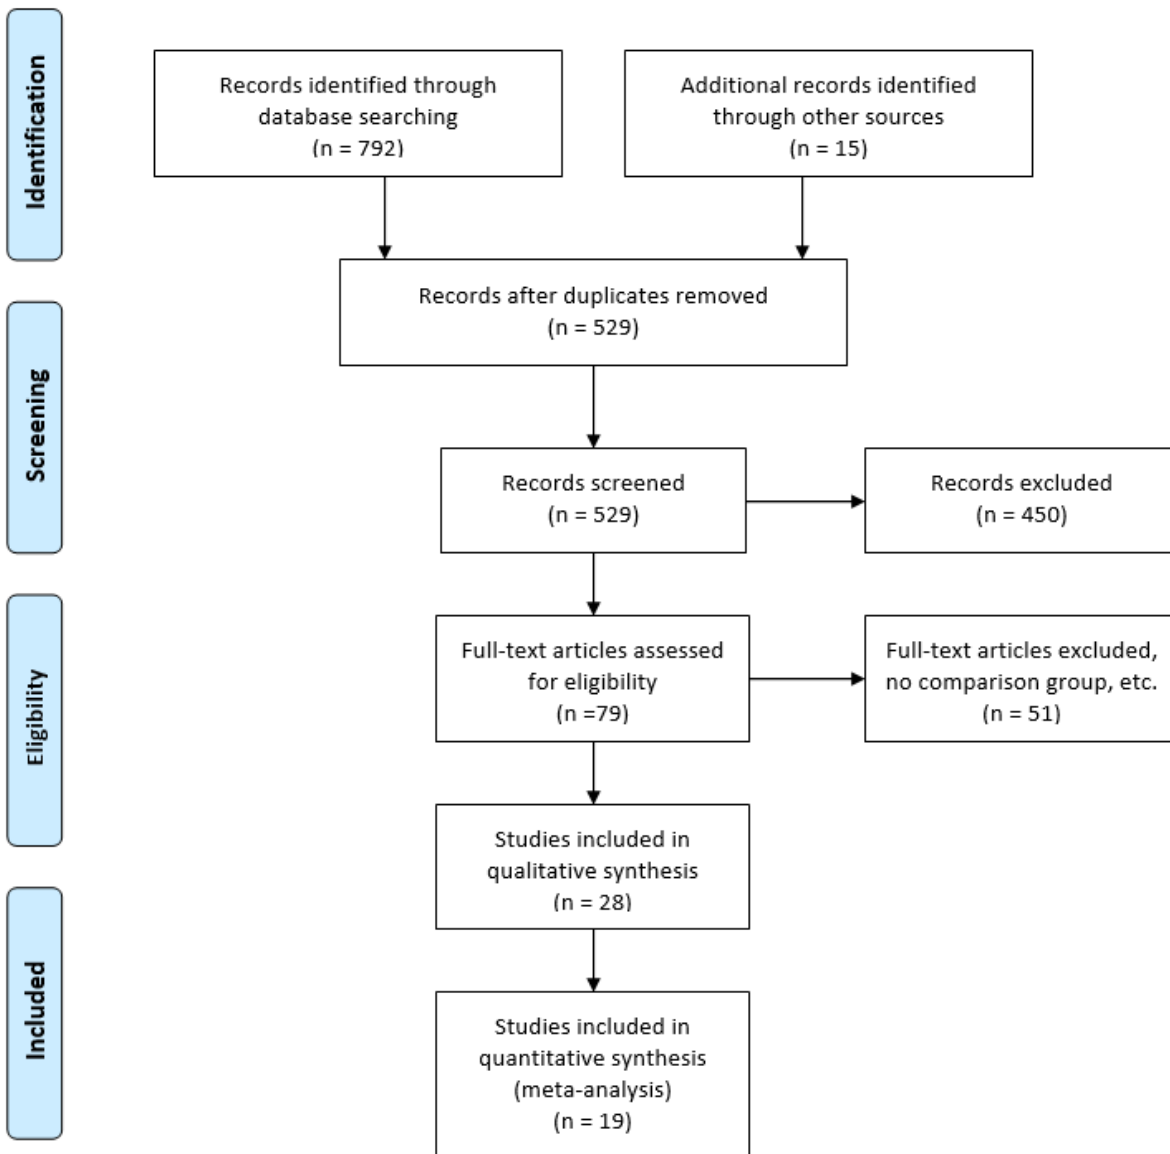 Identification
Records identified through
database searching
(n = 792)
Additional records identified
through other sources
(n = 15)
Records after duplicates removed
(n = 529)
Screening
Records screened
(n = 529)
Records excluded
(n = 450)
Eligibility
Full-text articles assessed
for eligibility
(n =79)
Full-text articles excluded,
no comparison group, etc.
(n = 51)
Studies included in
qualitative synthesis
(n = 28)
Included
Studies included in
quantitative synthesis
(meta-analysis)
(n = 19)